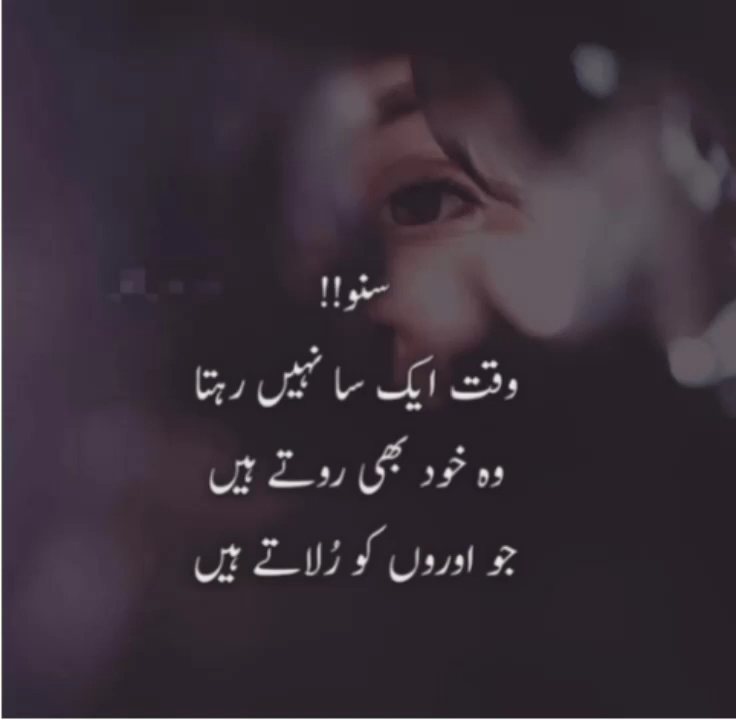 سنو!!
وقت ایک سا نہیں رہتا
وہ خود بھی روتے ہیں
جو اوروں کو رُلاتے ہیں